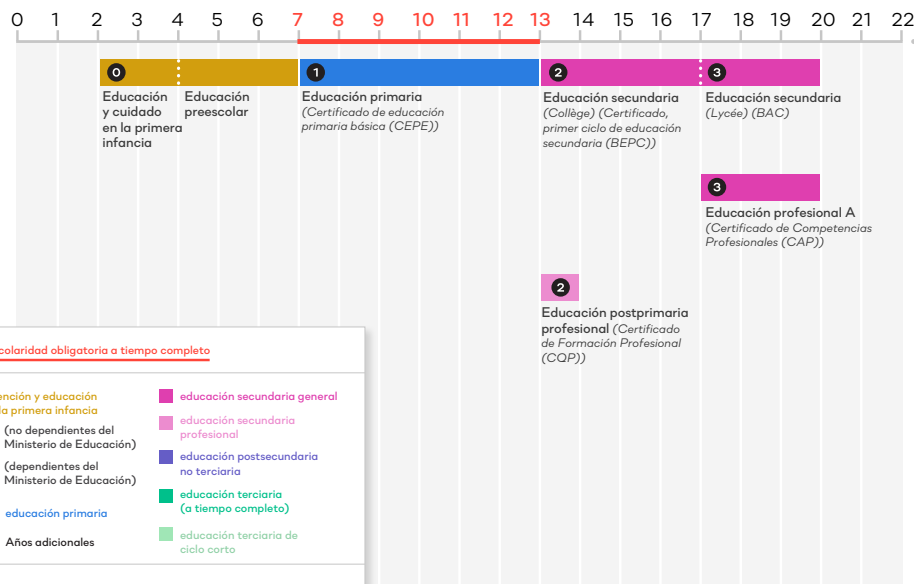 0 1 2 3 4 5 6 7 8 9 10 11 12 13 14 15 16 17 18 19 20 21 22
0
Educación
y cuidado
en la primera
infancia
Educación
preescolar
1
Educación primaria
(Certificado de educación
primaria básica (CEPE))
2
Educación secundaria
(Collège) (Certificado,
primer ciclo de educación
secundaria (BEPC))
3
Educación secundaria
(Lycée) (BAC)
3
Educación profesional A
(Certificado de Competencias
Profesionales (CAP))
2
Educación postprimaria
profesional (Certificado
de Formación Profesional
(CQP))
colaridad obligatoria a tiempo completo
ención y educación
la primera infancia
(no dependientes del
Ministerio de Educación)
(dependientes del
Ministerio de Educación)
educación primaria
Años adicionales
educación secundaria general
educación secundaria
profesional
educación postsecundaria
no terciaria
educación terciaria
(a tiempo completo)
educación terciaria de
ciclo corto